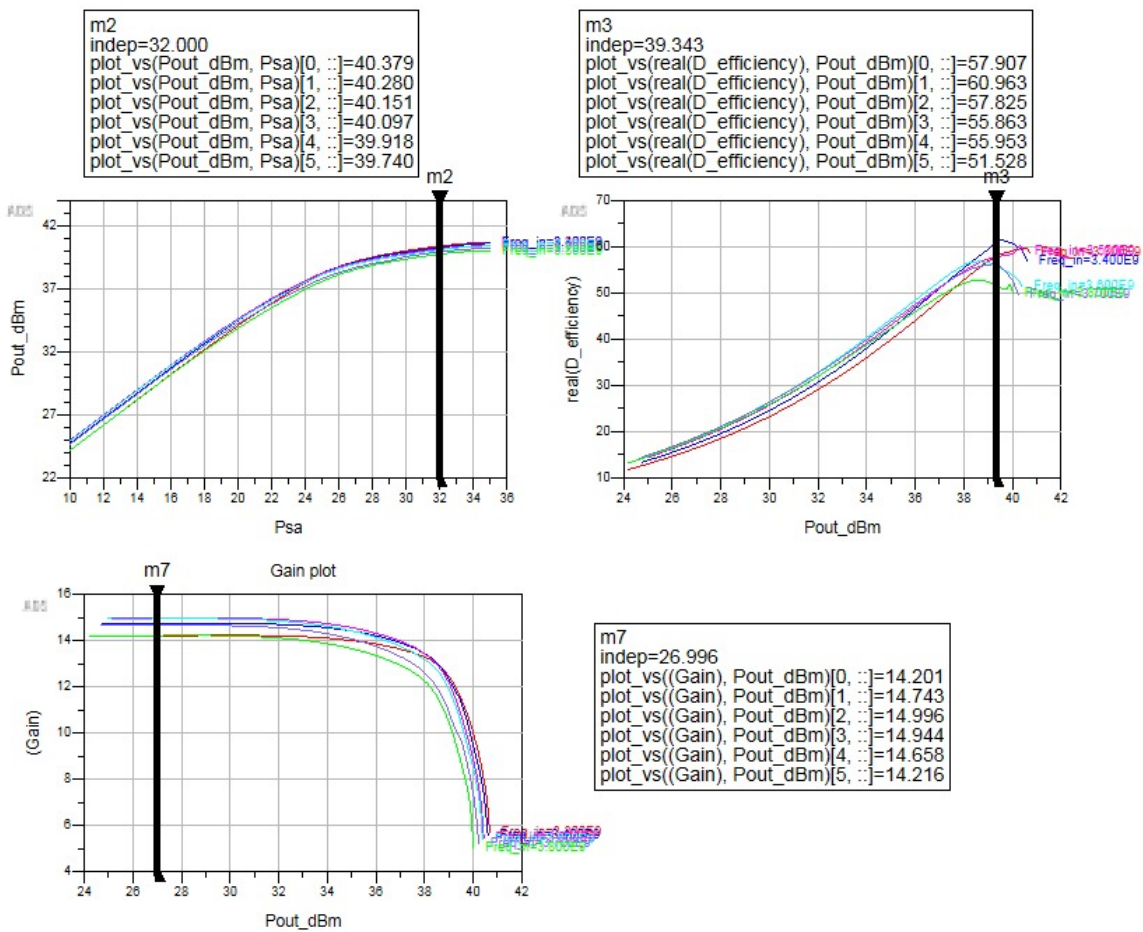 m2
indep=32.000
plot_vs(Pout_dBm, Psa)[0, ::]=40.379
plot_vs(Pout_dBm, Psa)[1, ::]=40.280
plot_vs(Pout_dBm, Psa)[2, ::]=40.151
plot_vs(Pout_dBm, Psa)[3, ::]=40.097
plot_vs(Pout_dBm, Psa)[4, ::]=39.918
plot_vs(Pout_dBm, Psa)[5, ::]=39.740
m3
indep=39.343
plot_vs(real(D_efficiency), Pout_dBm)[0, ::]=57.907
plot_vs(real(D_efficiency), Pout_dBm)[1, ::]=60.963
plot_vs(real(D_efficiency), Pout_dBm)[2, ::]=57.825
plot_vs(real(D_efficiency), Pout_dBm)[3, ::]=55.863
plot_vs(real(D_efficiency), Pout_dBm)[4, ::]=55.953
plot_vs(real(D_efficiency), Pout_dBm)[5, ::]=51.528
m2
ADS
42
37
32
27
22
Pout_dBm
10 12 14 16 18 20 22 24 26 28 30 32 34 36
Psa
m3
ADS
70
60
50
40
30
20
10
real(D_efficiency)
Freq_in=3.400E9
Freq_in=3.600E9
24 26 28 30 32 34 36 38 40 42
Pout_dBm
m7
Gain plot
ADS
16
14
12
10
8
6
4
(Gain)
Freq_in=3.800E9
24 26 28 30 32 34 36 38 40 42
Pout_dBm
m7
indep=26.996
plot_vs((Gain), Pout_dBm)[0, ::]=14.201
plot_vs((Gain), Pout_dBm)[1, ::]=14.743
plot_vs((Gain), Pout_dBm)[2, ::]=14.996
plot_vs((Gain), Pout_dBm)[3, ::]=14.944
plot_vs((Gain), Pout_dBm)[4, ::]=14.658
plot_vs((Gain), Pout_dBm)[5, ::]=14.216